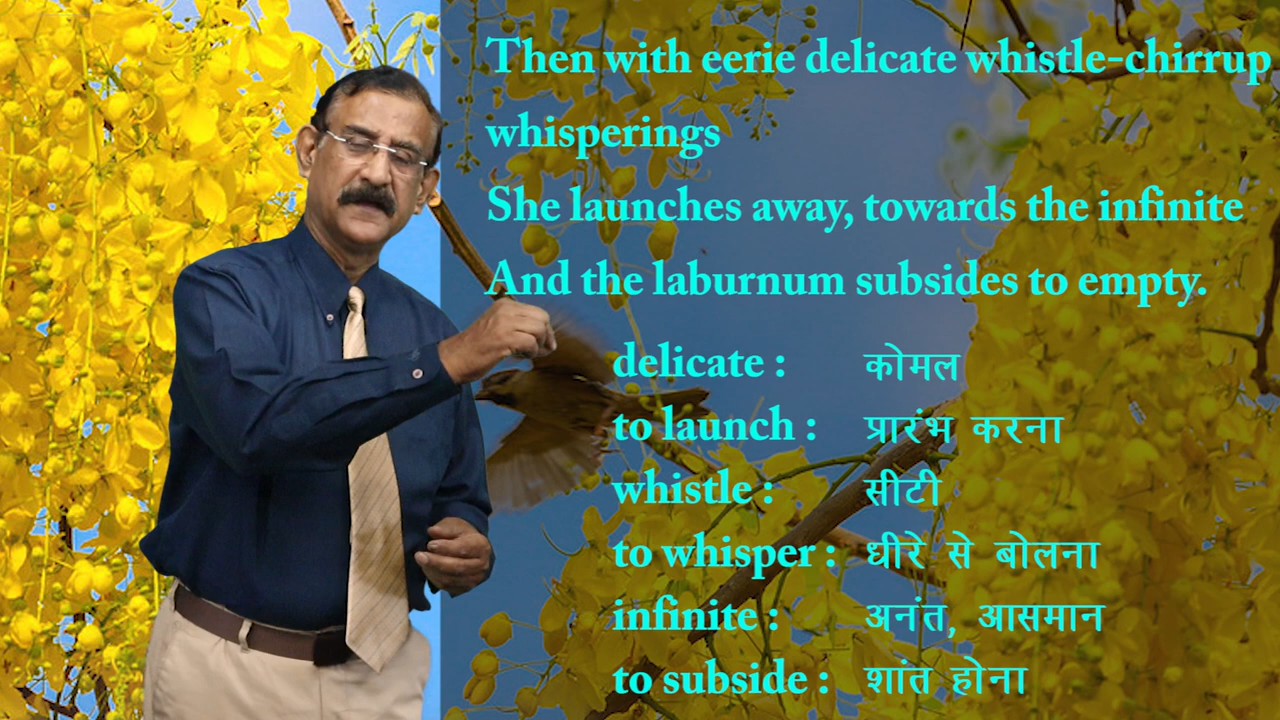 Then with eerie delicate whistle-chirrup
whisperings
She launches away, towards the infinite
And the laburnum subsides to empty.
delicate : कोमल
to launch : प्रारंभ करना
whistle : सीटी
to whisper : धीरे से बोलना
infinite : अनंत, आसमान
to subside : शांत होना